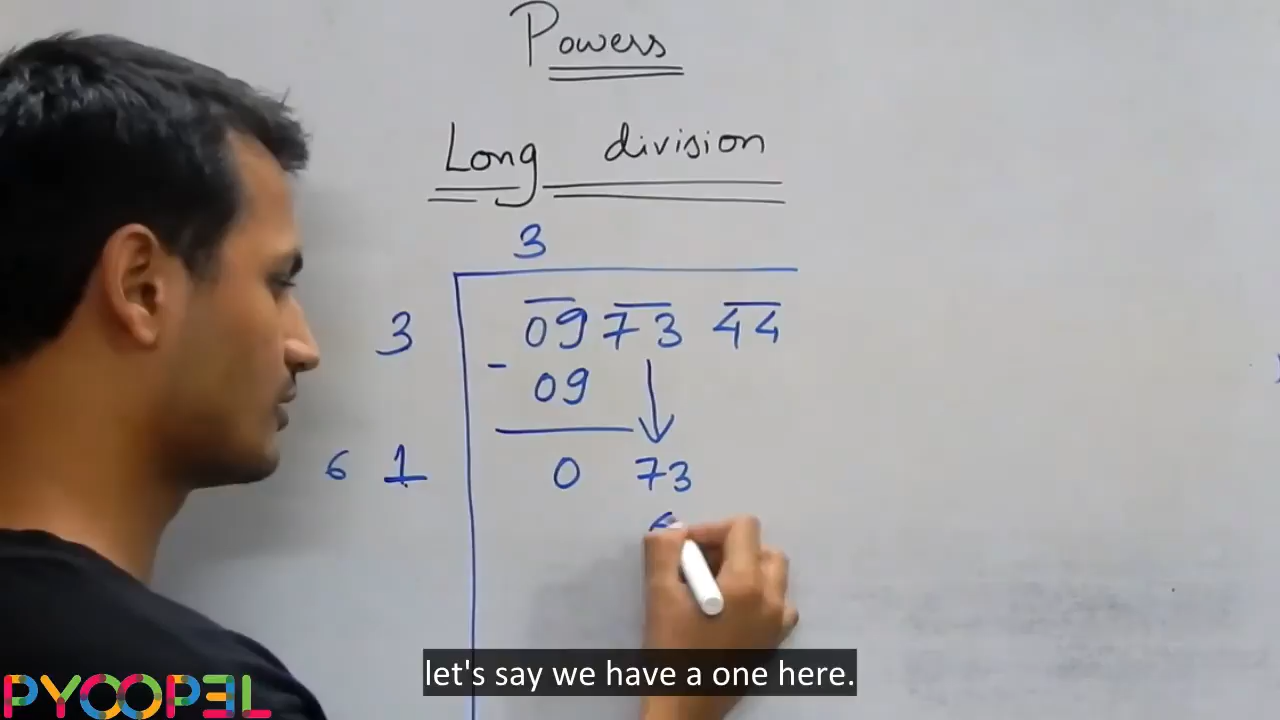 Powers
Long division
3
3 09 73 44
- 09
6 1 0 73
6
let's say we have a one here.
PYOOPEL